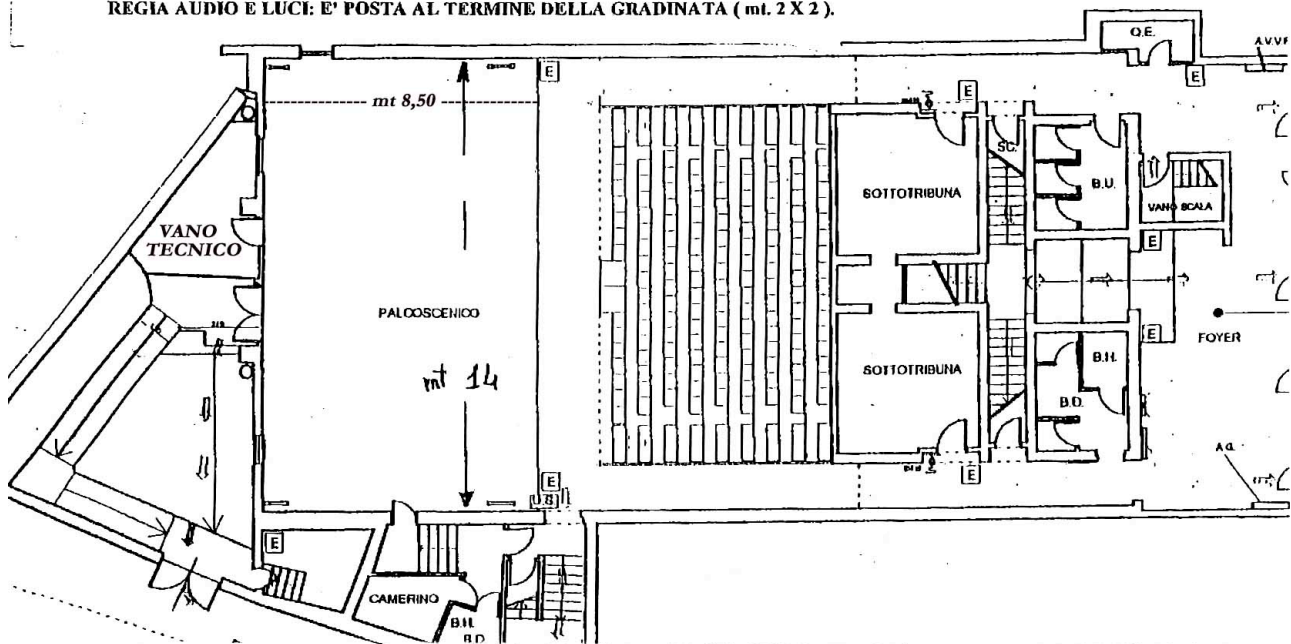 REGIA AUDIO E LUCI: E' POSTA AL TERMINE DELLA GRADINATA ( mt. 2 X 2 ).
Q.E.
A.V.V.F
E
E
E
mt 8,50
SC.
SOTTOTRIBUNA
B.U.
VANO SCALA
VANO
TECNICO
E
PALCOSCENICO
FOYER
E
mt 14
SOTTOTRIBUNA
B.H.
B.D.
E
E
U.S.
E
CAMERINO
B.H.
B.D.